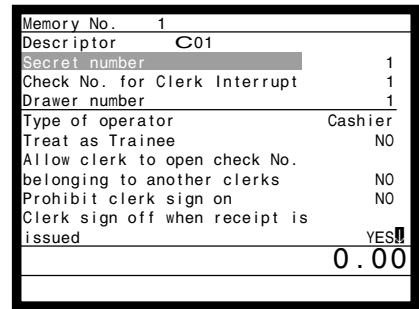 Memory No. 1
Descriptor C01
Secret number 1
Check No. for Clerk Interrupt 1
Drawer number 1
Type of operator Cashier
Treat as Trainee NO
Allow clerk to open check No.
belonging to another clerks NO
Prohibit clerk sign on NO
Clerk sign off when receipt is
issued YES↓
0.00